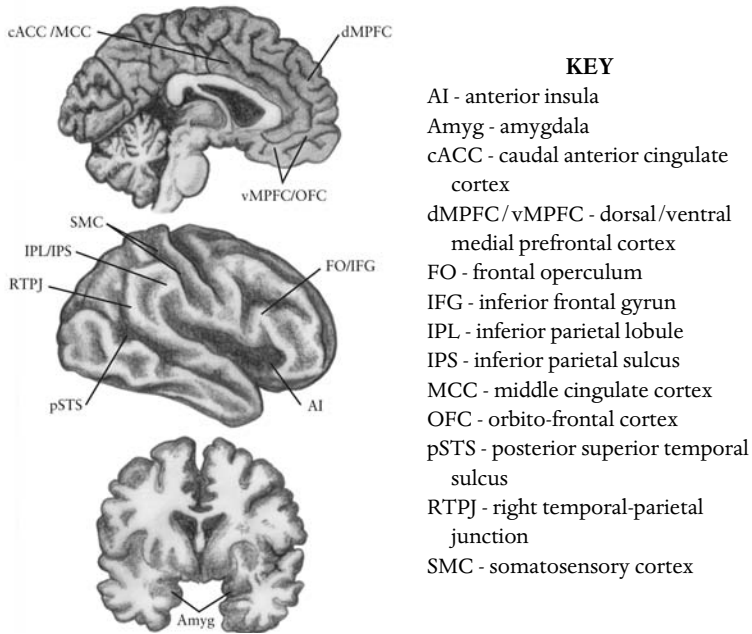 cACC/MCC
dMPFC
vMPFC/OFC
SMC
IPL/IPS
RTPJ
FO/IFG
pSTS
AI
Amyg
KEY
AI - anterior insula
Amyg - amygdala
cACC - caudal anterior cingulate
cortex
dMPFC/vMPFC - dorsal/ventral
medial prefrontal cortex
FO - frontal operculum
IFG - inferior frontal gyrun
IPL - inferior parietal lobule
IPS - inferior parietal sulcus
MCC - middle cingulate cortex
OFC - orbito-frontal cortex
pSTS - posterior superior temporal
sulcus
RTPJ - right temporal-parietal
junction
SMC - somatosensory cortex